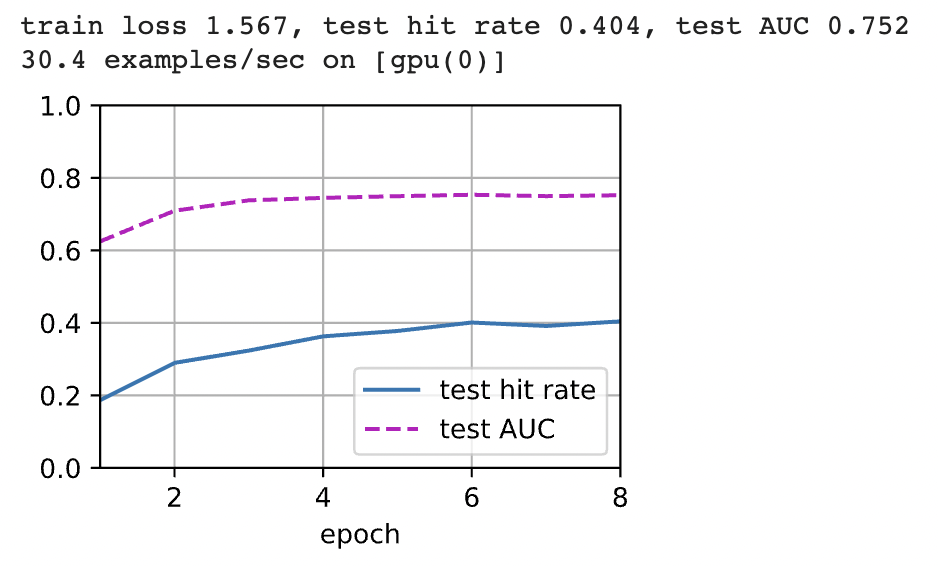 train loss 1.567, test hit rate 0.404, test AUC 0.752
30.4 examples/sec on [gpu(0)]
1.0
0.8
0.6
0.4
0.2
0.0
test hit rate
test AUC
2 4 6 8
epoch